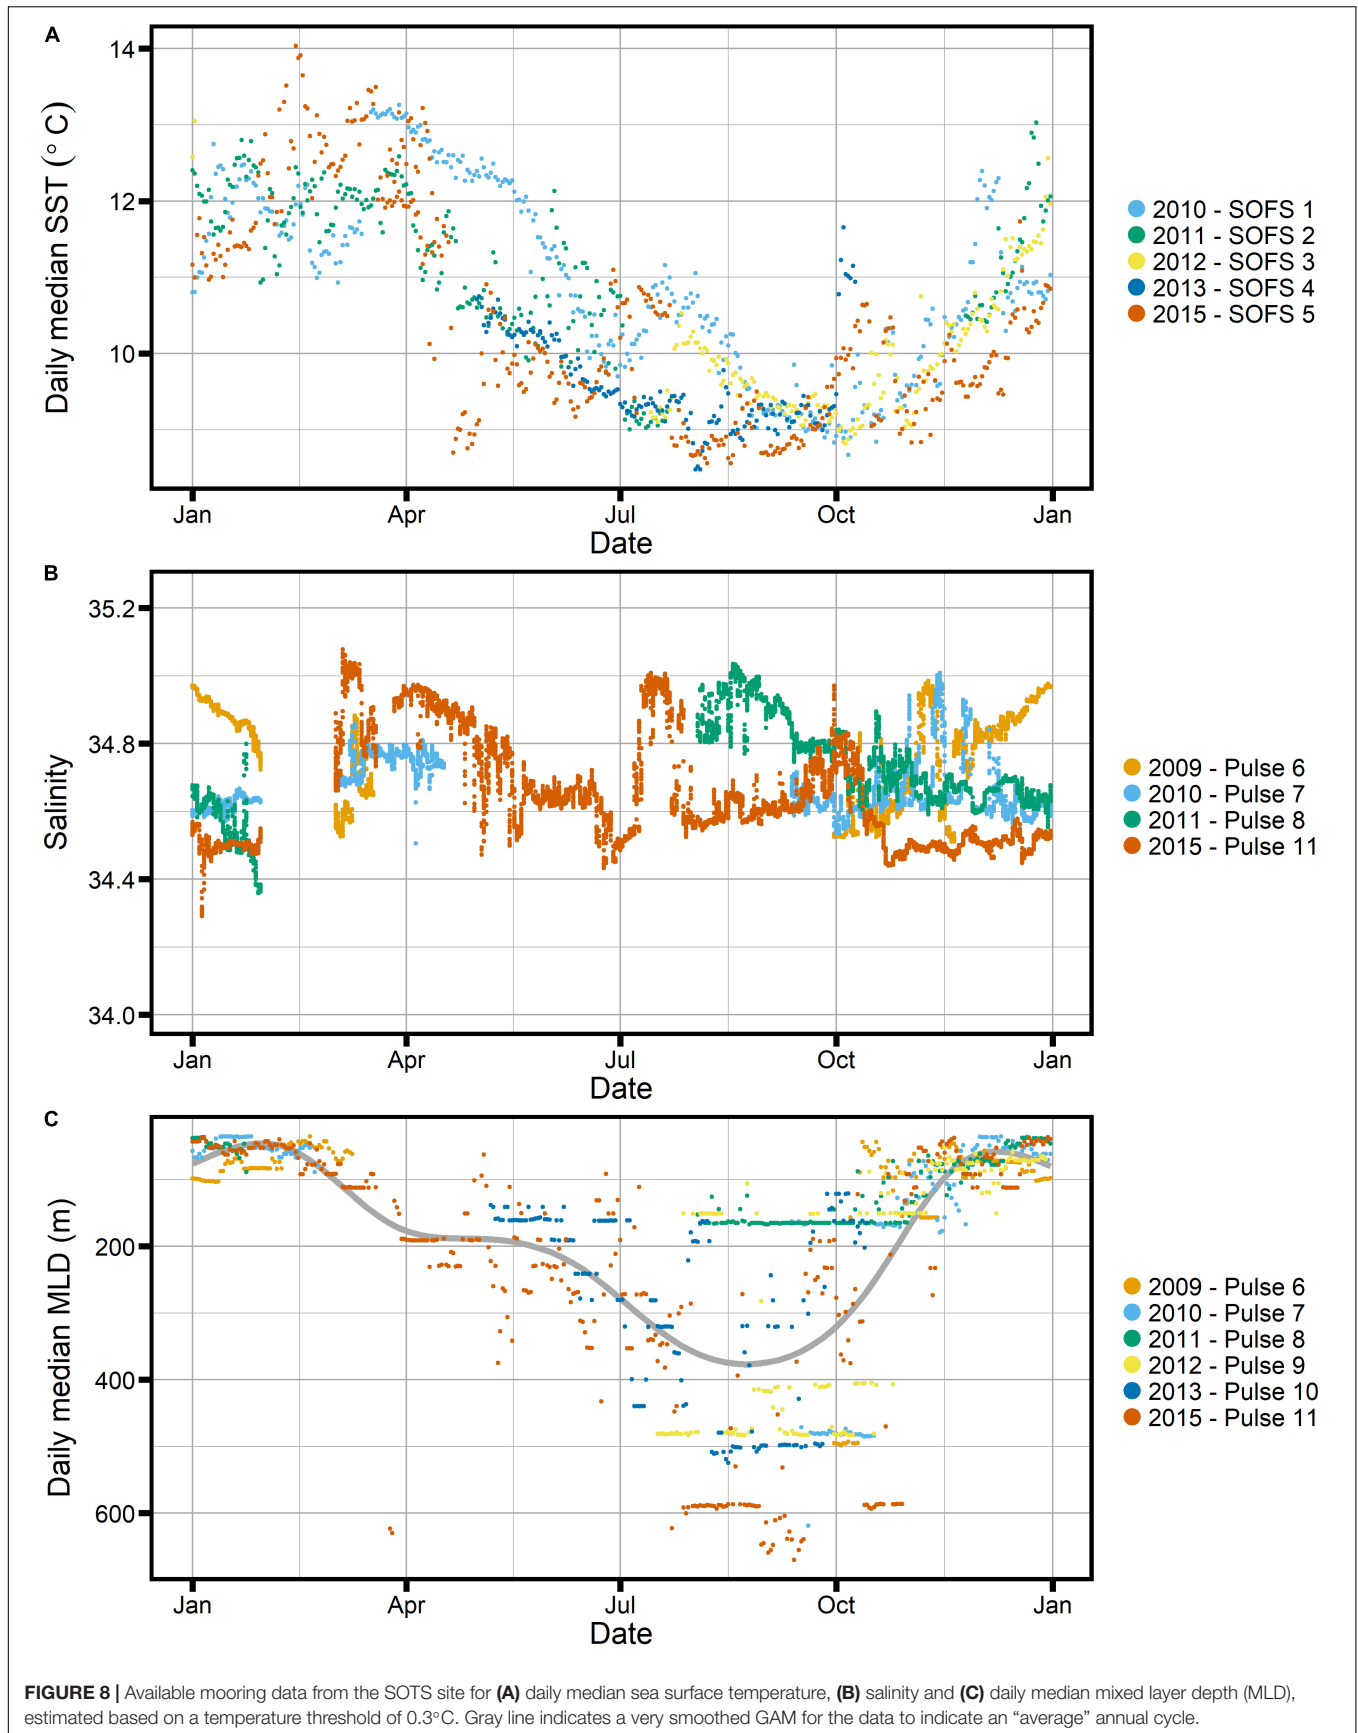 A
14
12
10
Daily median SST (° C)
Jan Apr Jul Oct Jan
Date
2010 - SOFS 1
2011 - SOFS 2
2012 - SOFS 3
2013 - SOFS 4
2015 - SOFS 5
B
35.2
34.8
34.4
34.0
Salinity
Jan Apr Jul Oct Jan
Date
2009 - Pulse 6
2010 - Pulse 7
2011 - Pulse 8
2015 - Pulse 11
C
200
400
600
Daily median MLD (m)
Jan Apr Jul Oct Jan
Date
2009 - Pulse 6
2010 - Pulse 7
2011 - Pulse 8
2012 - Pulse 9
2013 - Pulse 10
2015 - Pulse 11
FIGURE 8 | Available mooring data from the SOTS site for (A) daily median sea surface temperature, (B) salinity and (C) daily median mixed layer depth (MLD),
estimated based on a temperature threshold of 0.3°C. Gray line indicates a very smoothed GAM for the data to indicate an “average” annual cycle.